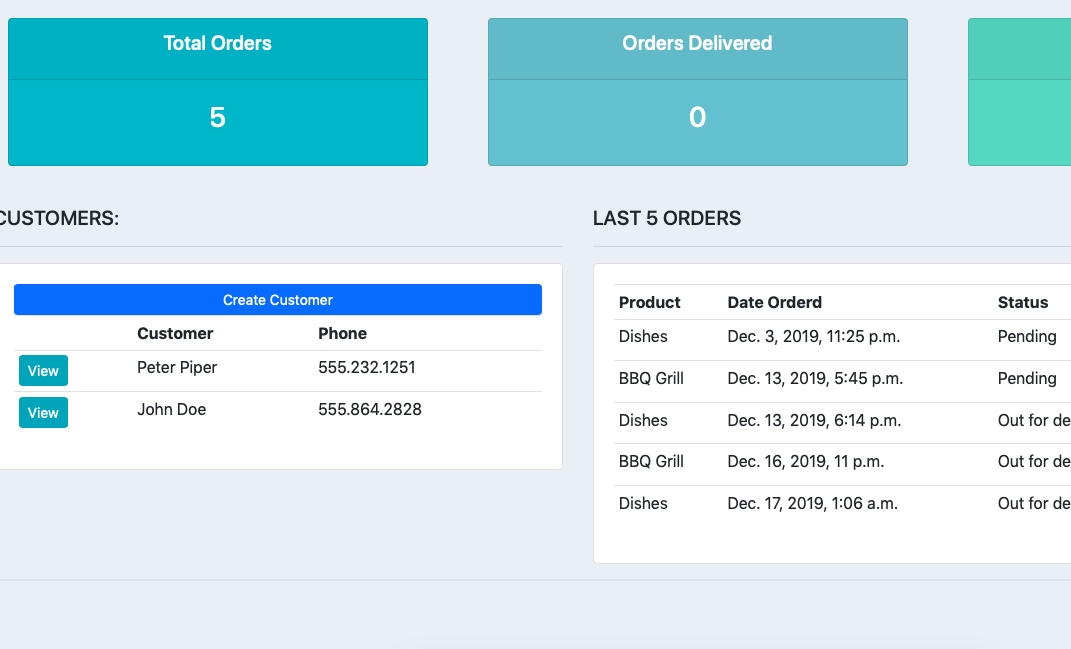 Total Orders
5
Orders Delivered
0
CUSTOMERS:
Create Customer
Customer Phone
View Peter Piper 555.232.1251
View John Doe 555.864.2828
LAST 5 ORDERS
Product Date Orderd Status
Dishes Dec. 3, 2019, 11:25 p.m. Pending
BBQ Grill Dec. 13, 2019, 5:45 p.m. Pending
Dishes Dec. 13, 2019, 6:14 p.m. Out for de
BBQ Grill Dec. 16, 2019, 11 p.m. Out for de
Dishes Dec. 17, 2019, 1:06 a.m. Out for de